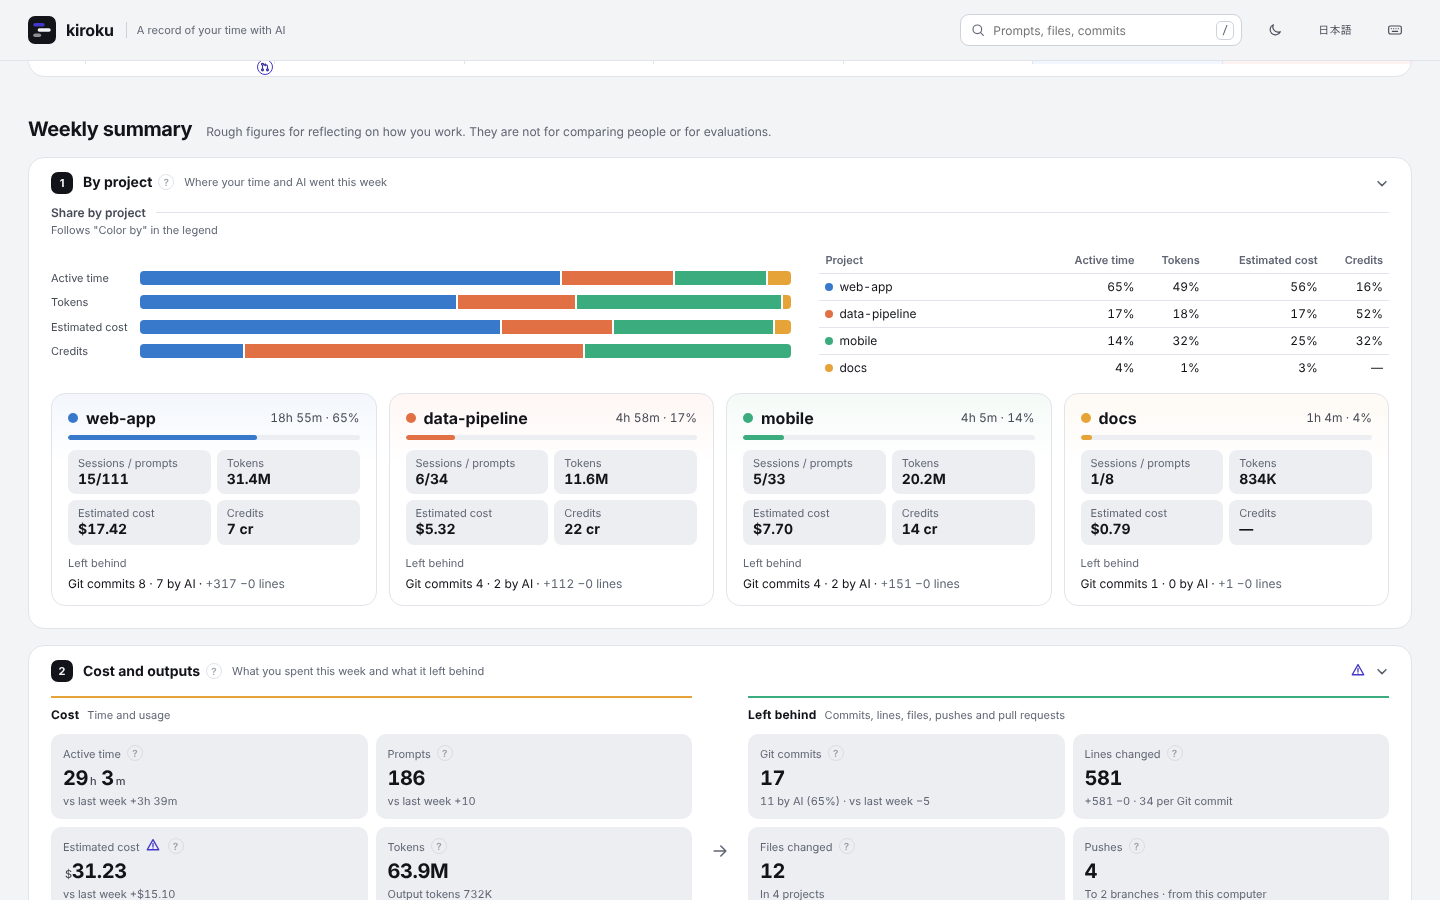 kiroku
A record of your time with AI
Prompts, files, commits
/
日本語
Weekly summary
Rough figures for reflecting on how you work. They are not for comparing people or for evaluations.
1 By project ? Where your time and AI went this week
Share by project
Follows "Color by" in the legend
Active time
Tokens
Estimated cost
Credits
Project Active time Tokens Estimated cost Credits
web-app 65% 49% 56% 16%
data-pipeline 17% 18% 17% 52%
mobile 14% 32% 25% 32%
docs 4% 1% 3% —
web-app 18h 55m · 65%
Sessions / prompts
15/111
Tokens
31.4M
Estimated cost
$17.42
Credits
7 cr
Left behind
Git commits 8 · 7 by AI · +317 −0 lines
data-pipeline 4h 58m · 17%
Sessions / prompts
6/34
Tokens
11.6M
Estimated cost
$5.32
Credits
22 cr
Left behind
Git commits 4 · 2 by AI · +112 −0 lines
mobile 4h 5m · 14%
Sessions / prompts
5/33
Tokens
20.2M
Estimated cost
$7.70
Credits
14 cr
Left behind
Git commits 4 · 2 by AI · +151 −0 lines
docs 1h 4m · 4%
Sessions / prompts
1/8
Tokens
834K
Estimated cost
$0.79
Credits
—
Left behind
Git commits 1 · 0 by AI · +1 −0 lines
2 Cost and outputs ? What you spent this week and what it left behind
Cost Time and usage
Active time ?
29h 3m
vs last week +3h 39m
Prompts ?
186
vs last week +10
Estimated cost ?
$31.23
vs last week +$15.10
Tokens ?
63.9M
Output tokens 732K
Left behind Commits, lines, files, pushes and pull requests
Git commits ?
17
11 by AI (65%) · vs last week −5
Lines changed ?
581
+581 −0 · 34 per Git commit
Files changed ?
12
In 4 projects
Pushes ?
4
To 2 branches · from this computer